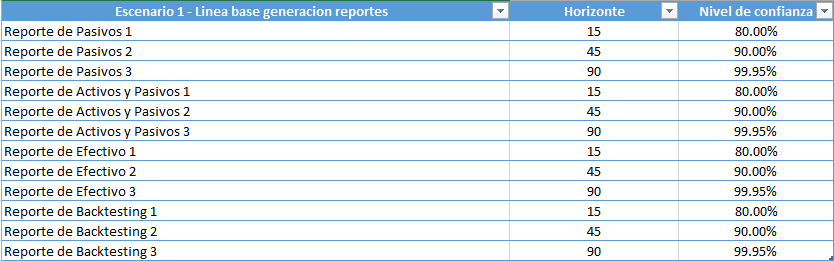 Escenario 1 - Linea base generacion reportes Horizonte Nivel de confianza
Reporte de Pasivos 1 15 80.00%
Reporte de Pasivos 2 45 90.00%
Reporte de Pasivos 3 90 99.95%
Reporte de Activos y Pasivos 1 15 80.00%
Reporte de Activos y Pasivos 2 45 90.00%
Reporte de Activos y Pasivos 3 90 99.95%
Reporte de Efectivo 1 15 80.00%
Reporte de Efectivo 2 45 90.00%
Reporte de Efectivo 3 90 99.95%
Reporte de Backtesting 1 15 80.00%
Reporte de Backtesting 2 45 90.00%
Reporte de Backtesting 3 90 99.95%